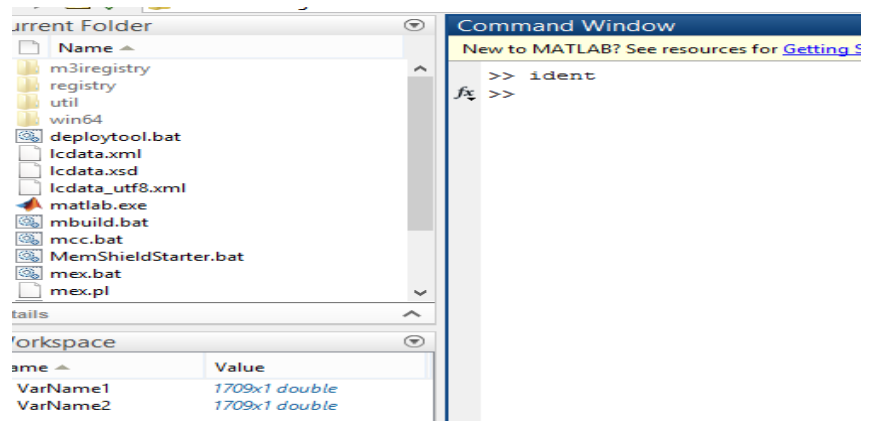 urrent Folder
Name
m3iregistry
registry
util
win64
deploytool.bat
lcdata.xml
lcdata.xsd
lcdata_utf8.xml
matlab.exe
mbuild.bat
mcc.bat
MemShieldStarter.bat
mex.bat
mex.pl
tails
orkspace
ame Value
VarName1 1709x1 double
VarName2 1709x1 double
Command Window
New to MATLAB? See resources for Getting S
>> ident
fx >>